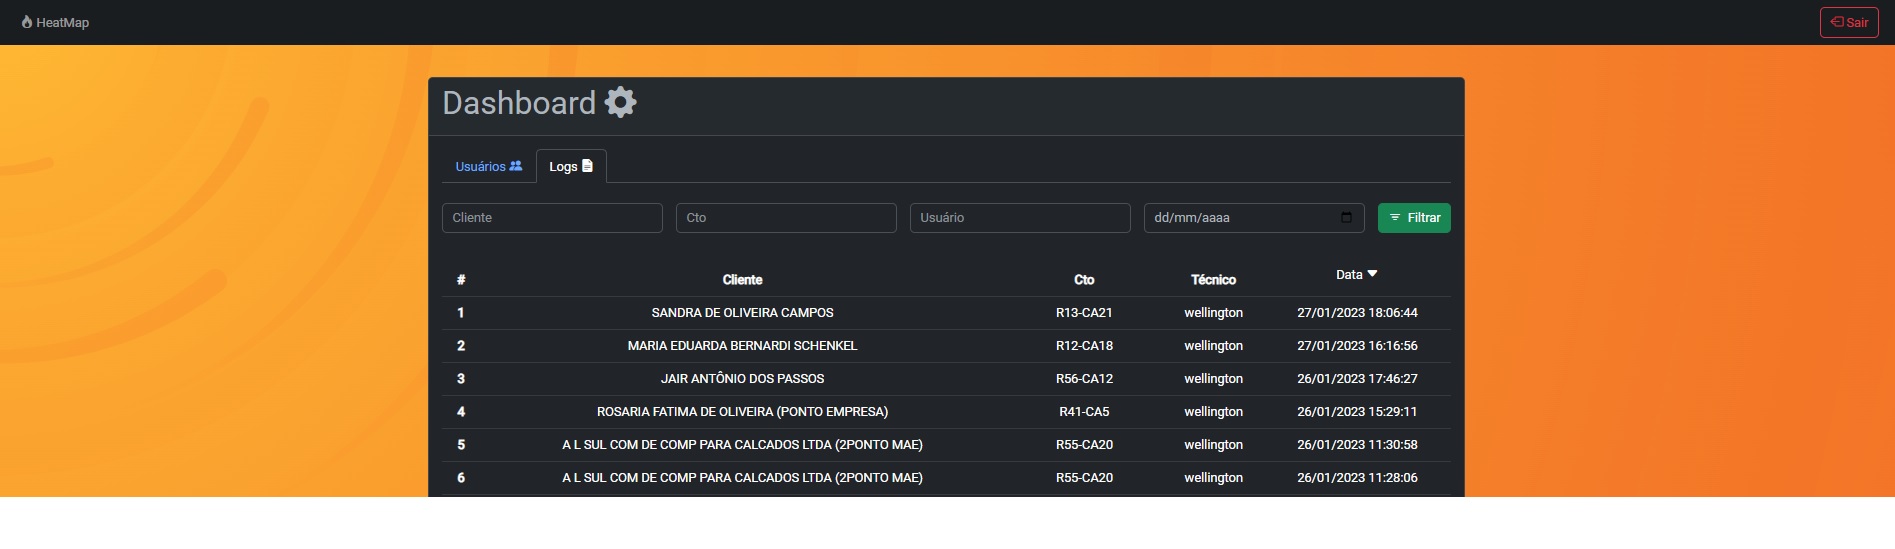 HeatMap Sair
Dashboard
Usuários Logs
Cliente Cto Usuário dd/mm/aaaa Filtrar
# Cliente Cto Técnico Data
1 SANDRA DE OLIVEIRA CAMPOS R13-CA21 wellington 27/01/2023 18:06:44
2 MARIA EDUARDA BERNARDI SCHENKEL R12-CA18 wellington 27/01/2023 16:16:56
3 JAIR ANTÔNIO DOS PASSOS R56-CA12 wellington 26/01/2023 17:46:27
4 ROSARIA FATIMA DE OLIVEIRA (PONTO EMPRESA) R41-CA5 wellington 26/01/2023 15:29:11
5 A L SUL COM DE COMP PARA CALCADOS LTDA (2PONTO MAE) R55-CA20 wellington 26/01/2023 11:30:58
6 A L SUL COM DE COMP PARA CALCADOS LTDA (2PONTO MAE) R55-CA20 wellington 26/01/2023 11:28:06